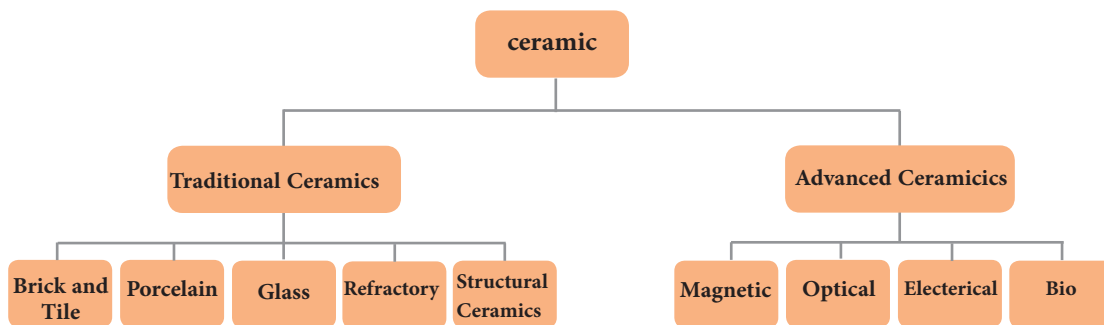 ceramic
Traditional Ceramics
Advanced Ceramicics
Brick and
Tile
Porcelain
Glass
Refractory
Structural
Ceramics
Magnetic
Optical
Electerical
Bio